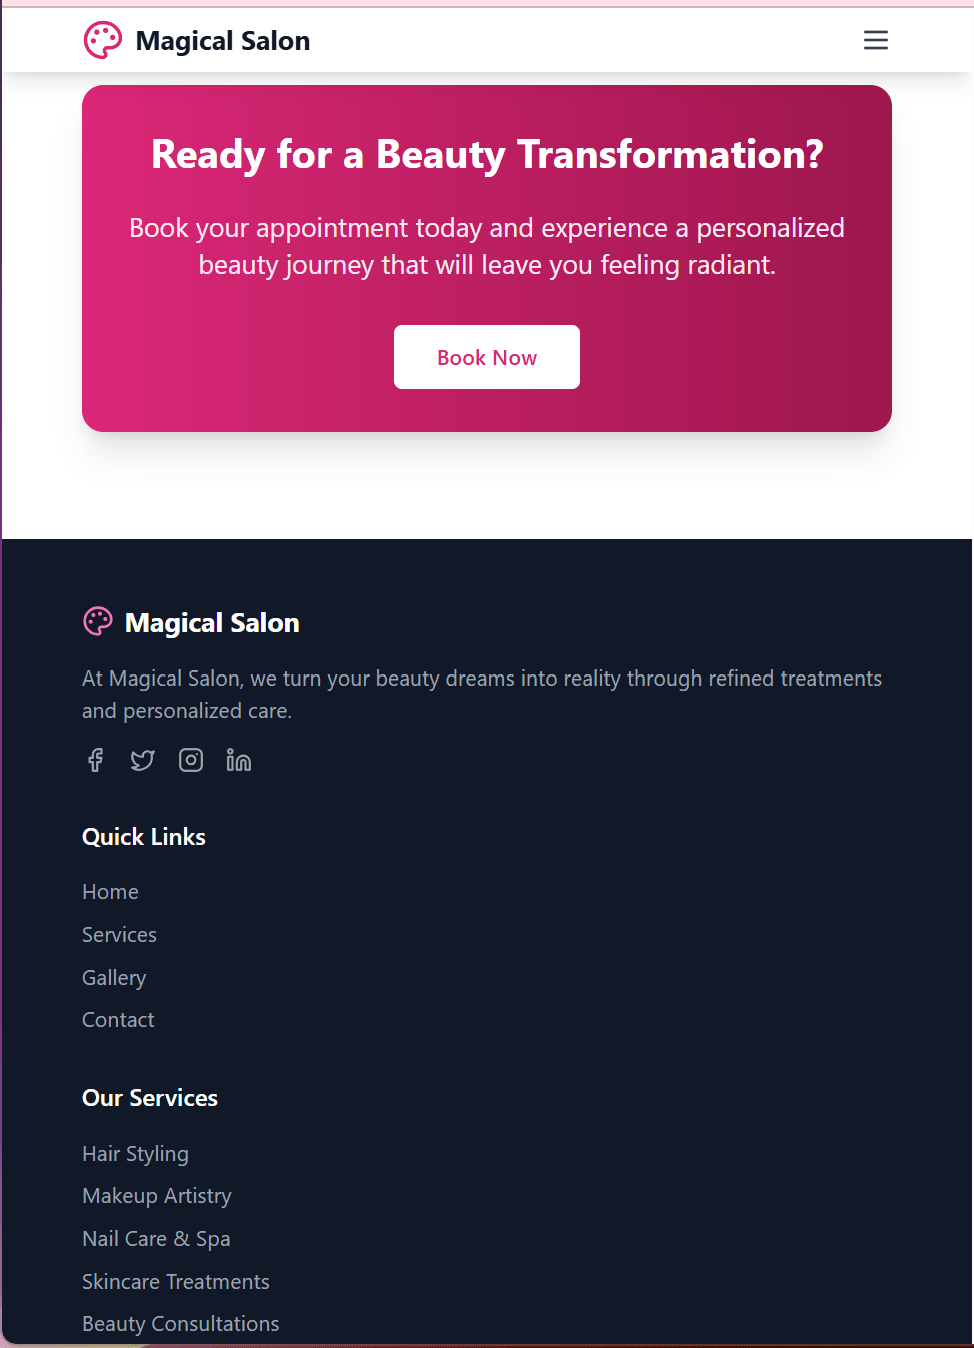 Magical Salon
Ready for a Beauty Transformation?
Book your appointment today and experience a personalized
beauty journey that will leave you feeling radiant.
Book Now
Magical Salon
At Magical Salon, we turn your beauty dreams into reality through refined treatments
and personalized care.
Quick Links
Home
Services
Gallery
Contact
Our Services
Hair Styling
Makeup Artistry
Nail Care & Spa
Skincare Treatments
Beauty Consultations